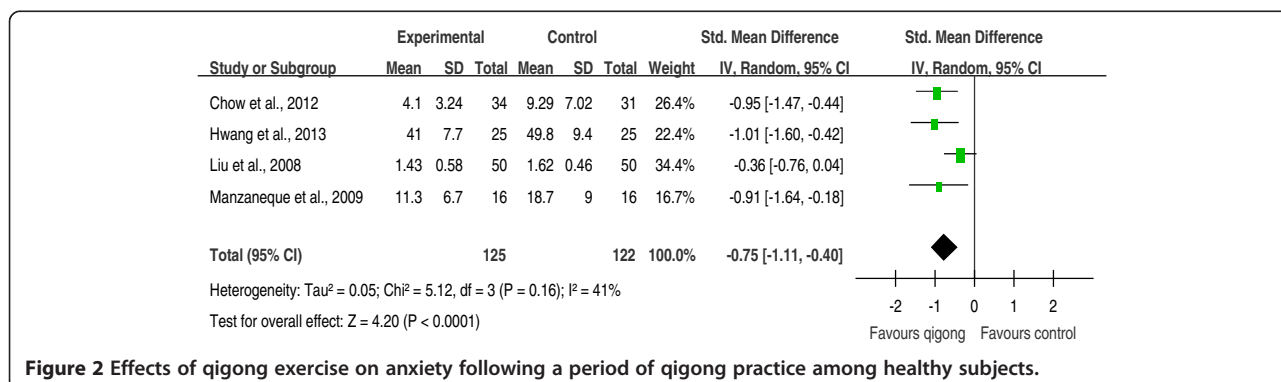 Experimental Control Std. Mean Difference Std. Mean Difference
Study or Subgroup Mean SD Total Mean SD Total Weight IV, Random, 95% CI IV, Random, 95% CI
Chow et al., 2012 4.1 3.24 34 9.29 7.02 31 26.4% -0.95 [-1.47, -0.44]
Hwang et al., 2013 41 7.7 25 49.8 9.4 25 22.4% -1.01 [-1.60, -0.42]
Liu et al., 2008 1.43 0.58 50 1.62 0.46 50 34.4% -0.36 [-0.76, 0.04]
Manzaneque et al., 2009 11.3 6.7 16 18.7 9 16 16.7% -0.91 [-1.64, -0.18]
Total (95% CI) 125 122 100.0% -0.75 [-1.11, -0.40]
Heterogeneity: Tau² = 0.05; Chi² = 5.12, df = 3 (P = 0.16); I² = 41%
Test for overall effect: Z = 4.20 (P < 0.0001)
-2 -1 0 1 2
Favours qigong Favours control
Figure 2 Effects of qigong exercise on anxiety following a period of qigong practice among healthy subjects.